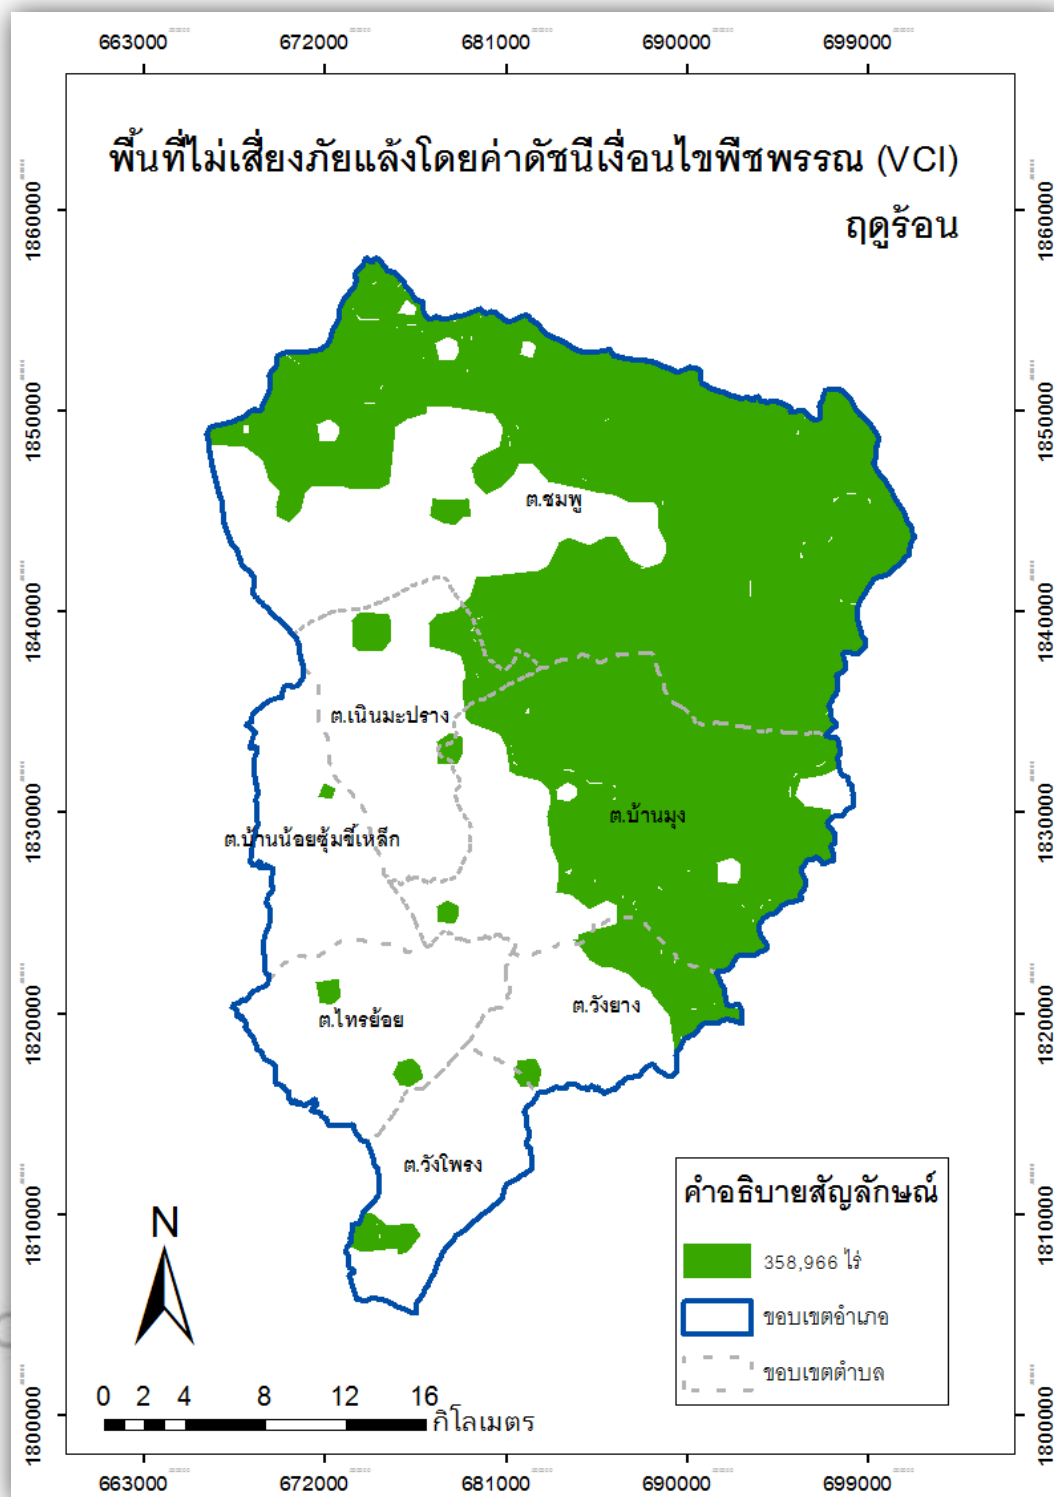 663000 672000 681000 690000 699000
พื้นที่ไม่เสี่ยงภัยแล้งโดยค่าดัชนีเงื่อนไขพืชพรรณ (VCI)
ฤดูร้อน
1860000 1860000
1850000 1850000
ต.ชมพู
1840000 1840000
ต.เนินมะปราง
1830000 1830000
ต.บ้านมุง
ต.บ้านน้อยซุ้มขี้เหล็ก
1820000 1820000
ต.วังยาง
ต.ไทรย้อย
ต.วังโพรง
1810000 1810000
คำอธิบายสัญลักษณ์
358,966 ไร่
ขอบเขตอำเภอ
ขอบเขตตำบล
N
0 2 4 8 12 16
กิโลเมตร
1800000 1800000
663000 672000 681000 690000 699000